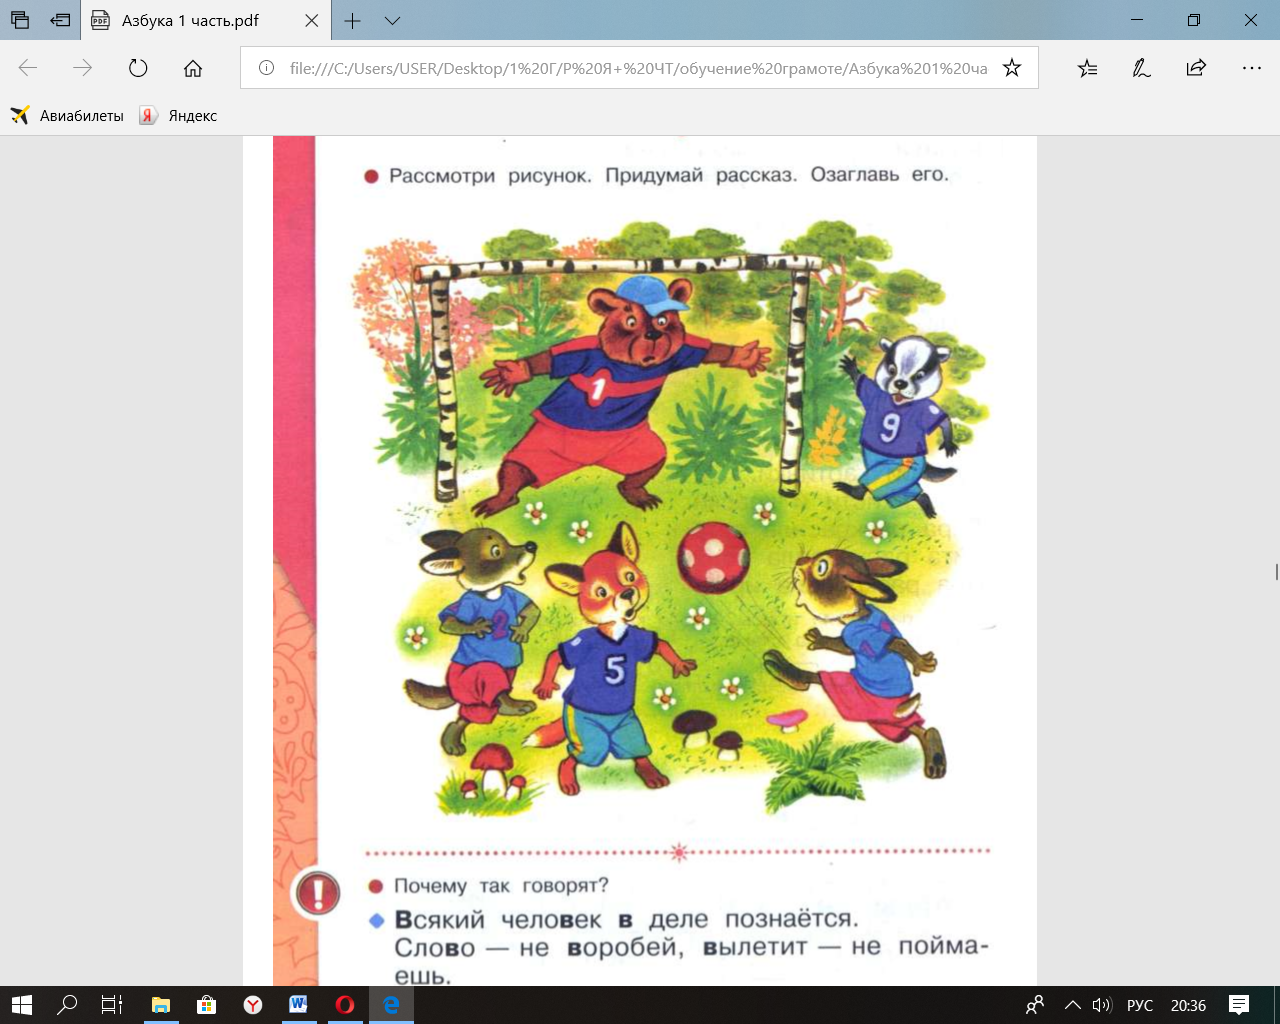 Азбука 1 часть.pdf
file:///C:/Users/USER/Desktop/1%20Г/Р%20Я+%20ЧТ/обучение%20грамоте/Азбука%201%20ча
Авиабилеты Яндекс
Рассмотри рисунок. Придумай рассказ. Озаглавь его.
1
9
2
5
Почему так говорят?
Всякий человек в деле познаётся.
Слово — не воробей, вылетит — не пойма-
ешь.
РУС 20:36